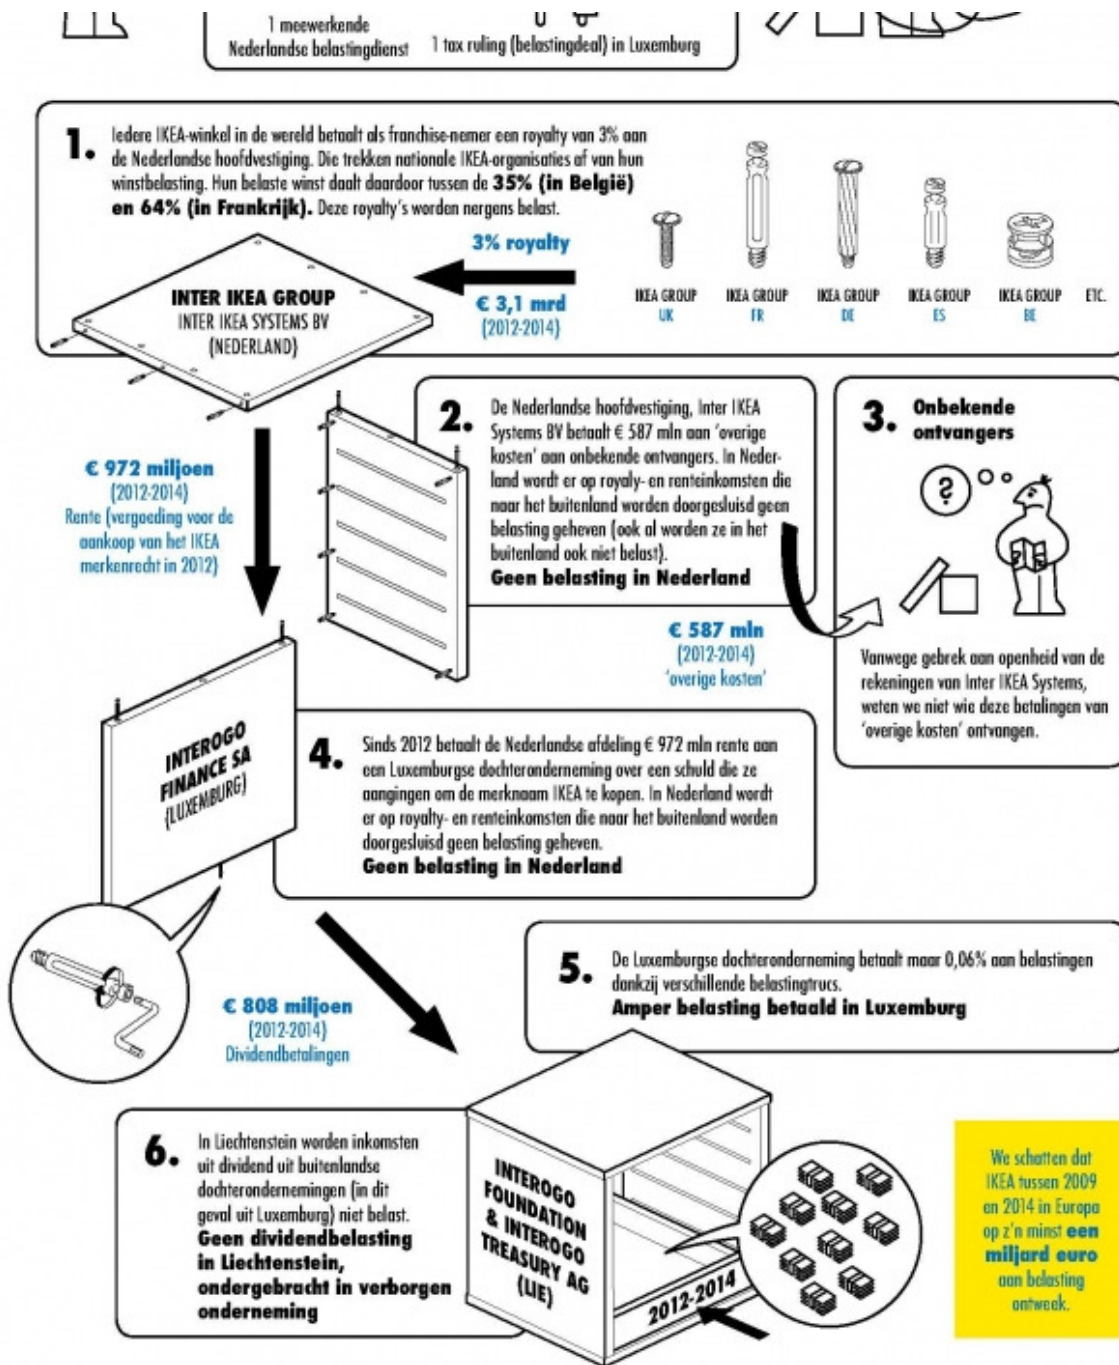 1 meewerkende
Nederlandse belastingdienst
1 tax ruling (belastingdeal) in Luxemburg
1. Iedere IKEA-winkel in de wereld betaalt als franchise-nemer een royalty van 3% aan
de Nederlandse hoofdvestiging. Die trekken nationale IKEA-organisaties af van hun
winstbelasting. Hun belaste winst daalt daardoor tussen de 35% (in België)
en 64% (in Frankrijk). Deze royalty's worden nergens belast.
3% royalty
€ 3,1 mrd
(2012-2014)
IKEA GROUP
UK
IKEA GROUP
FR
IKEA GROUP
DE
IKEA GROUP
ES
IKEA GROUP
BE
ETC.
INTER IKEA GROUP
INTER IKEA SYSTEMS BV
(NEDERLAND)
€ 972 miljoen
(2012-2014)
Rente (vergoeding voor de
aankoop van het IKEA
merkenrecht in 2012)
2. De Nederlandse hoofdvestiging, Inter IKEA
Systems BV betaalt € 587 mln aan 'overige
kosten' aan onbekende ontvangers. In Neder-
land wordt er op royaly- en renteinkomsten die
naar het buitenland worden doorgesluisd geen
belasting geheven (ook al worden ze in het
buitenland ook niet belast).
Geen belasting in Nederland
€ 587 mln
(2012-2014)
'overige kosten'
3. Onbekende
ontvangers
?
Vanwege gebrek aan openheid van de
rekeningen van Inter IKEA Systems,
weten we niet wie deze betalingen van
'overige kosten' ontvangen.
INTEROGO
FINANCE SA
(LUXEMBURG)
4. Sinds 2012 betaalt de Nederlandse afdeling € 972 mln rente aan
een Luxemburgse dochteronderneming over een schuld die ze
aangingen om de merknaam IKEA te kopen. In Nederland wordt
er op royalty- en renteinkomsten die naar het buitenland worden
doorgesluisd geen belasting geheven.
Geen belasting in Nederland
€ 808 miljoen
(2012-2014)
Dividendbetalingen
5. De Luxemburgse dochteronderneming betaalt maar 0,06% aan belastingen
dankzij verschillende belastingtrucs.
Amper belasting betaald in Luxemburg
6. In Liechtenstein worden inkomsten
uit dividend uit buitenlandse
dochterondernemingen (in dit
geval uit Luxemburg) niet belast.
Geen dividendbelasting
in Liechtenstein,
ondergebracht in verborgen
onderneming
INTEROGO
FOUNDATION
& INTEROGO
TREASURY AG
(LIE)
2012-2014
We schatten dat
IKEA tussen 2009
en 2014 in Europa
op z'n minst een
miljard euro
aan belasting
ontweek.